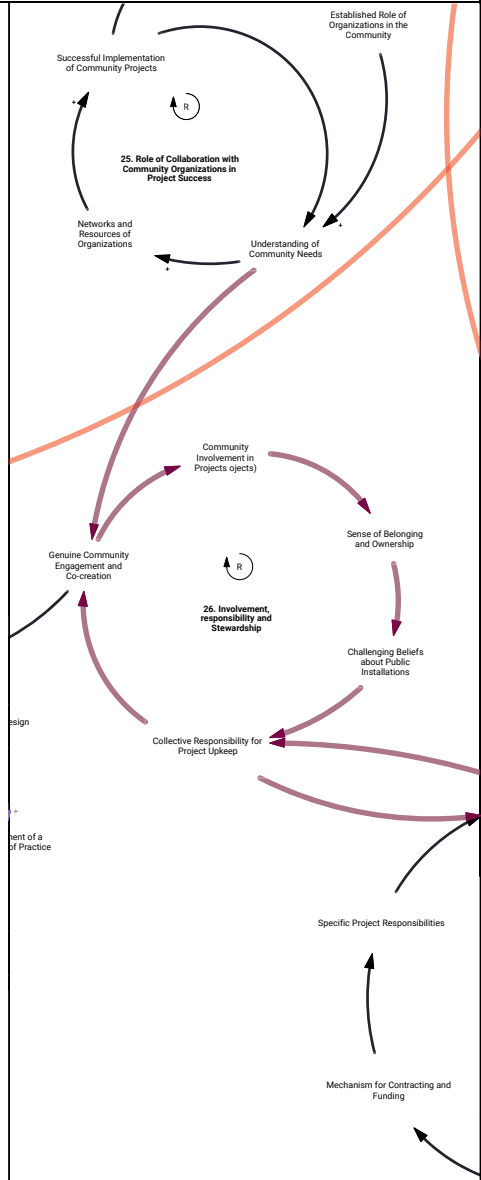 Established Role of
Organizations in the
Community
Successful Implementation
of Community Projects
+
R
25. Role of Collaboration with
Community Organizations in
Project Success
Networks and
Resources of
Organizations
+
Understanding of
Community Needs
+
Community
Involvement in
Projects ojects)
Sense of Belonging
and Ownership
Genuine Community
Engagement and
Co-creation
R
26. Involvement,
responsibility and
Stewardship
Challenging Beliefs
about Public
Installations
esign
Collective Responsibility for
Project Upkeep
+
nent of a
of Practice
Specific Project Responsibilities
Mechanism for Contracting and
Funding